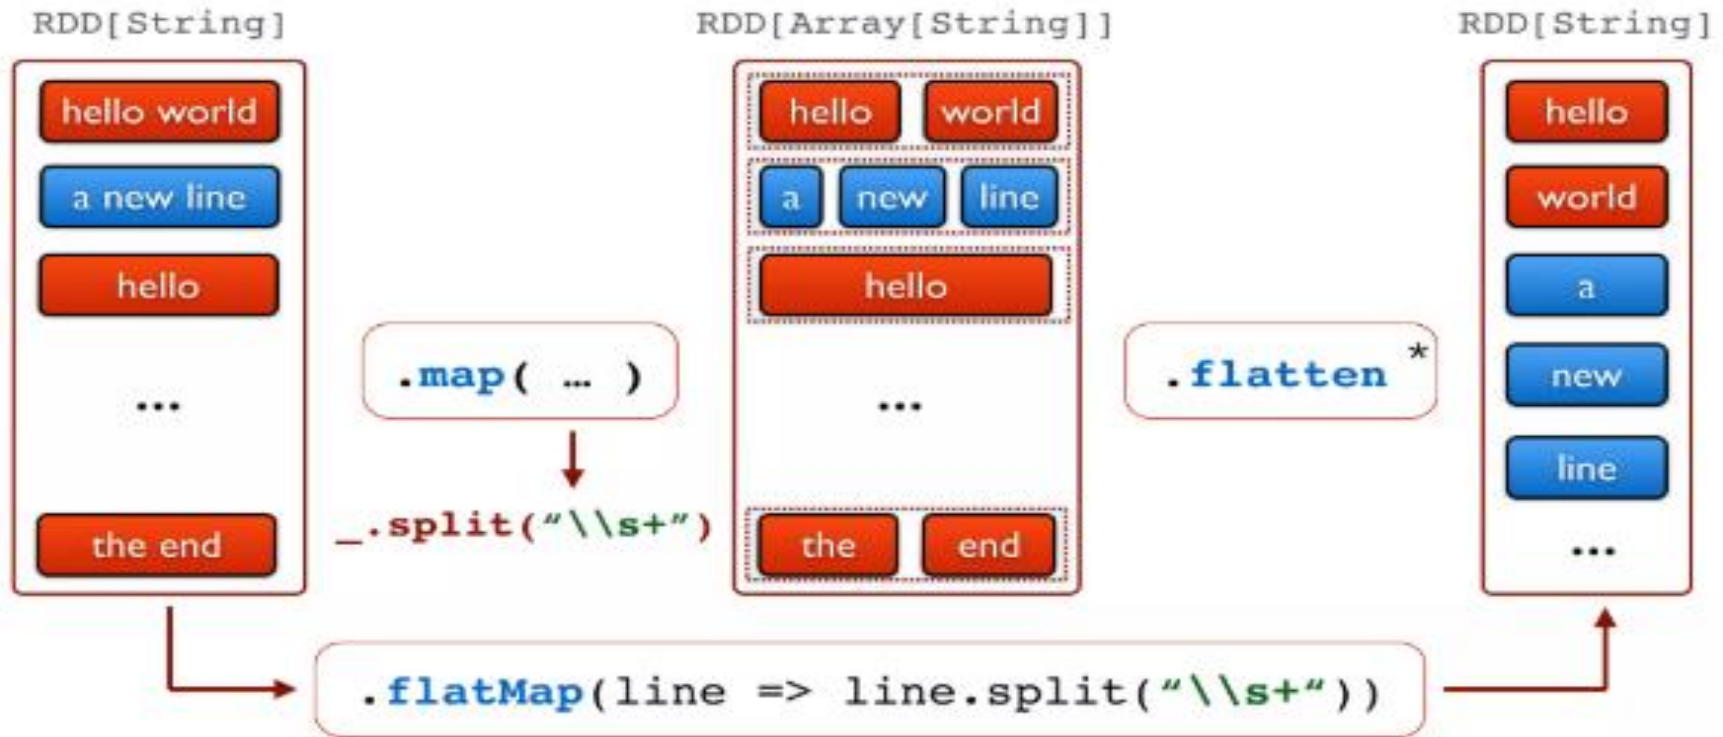 RDD[String]
hello world
a new line
hello
...
the end
.map( … )
_.split("\\s+")
RDD[Array[String]]
hello world
a new line
hello
...
the end
.flatten *
RDD[String]
hello
world
a
new
line
...
.flatMap(line => line.split("\\s+"))